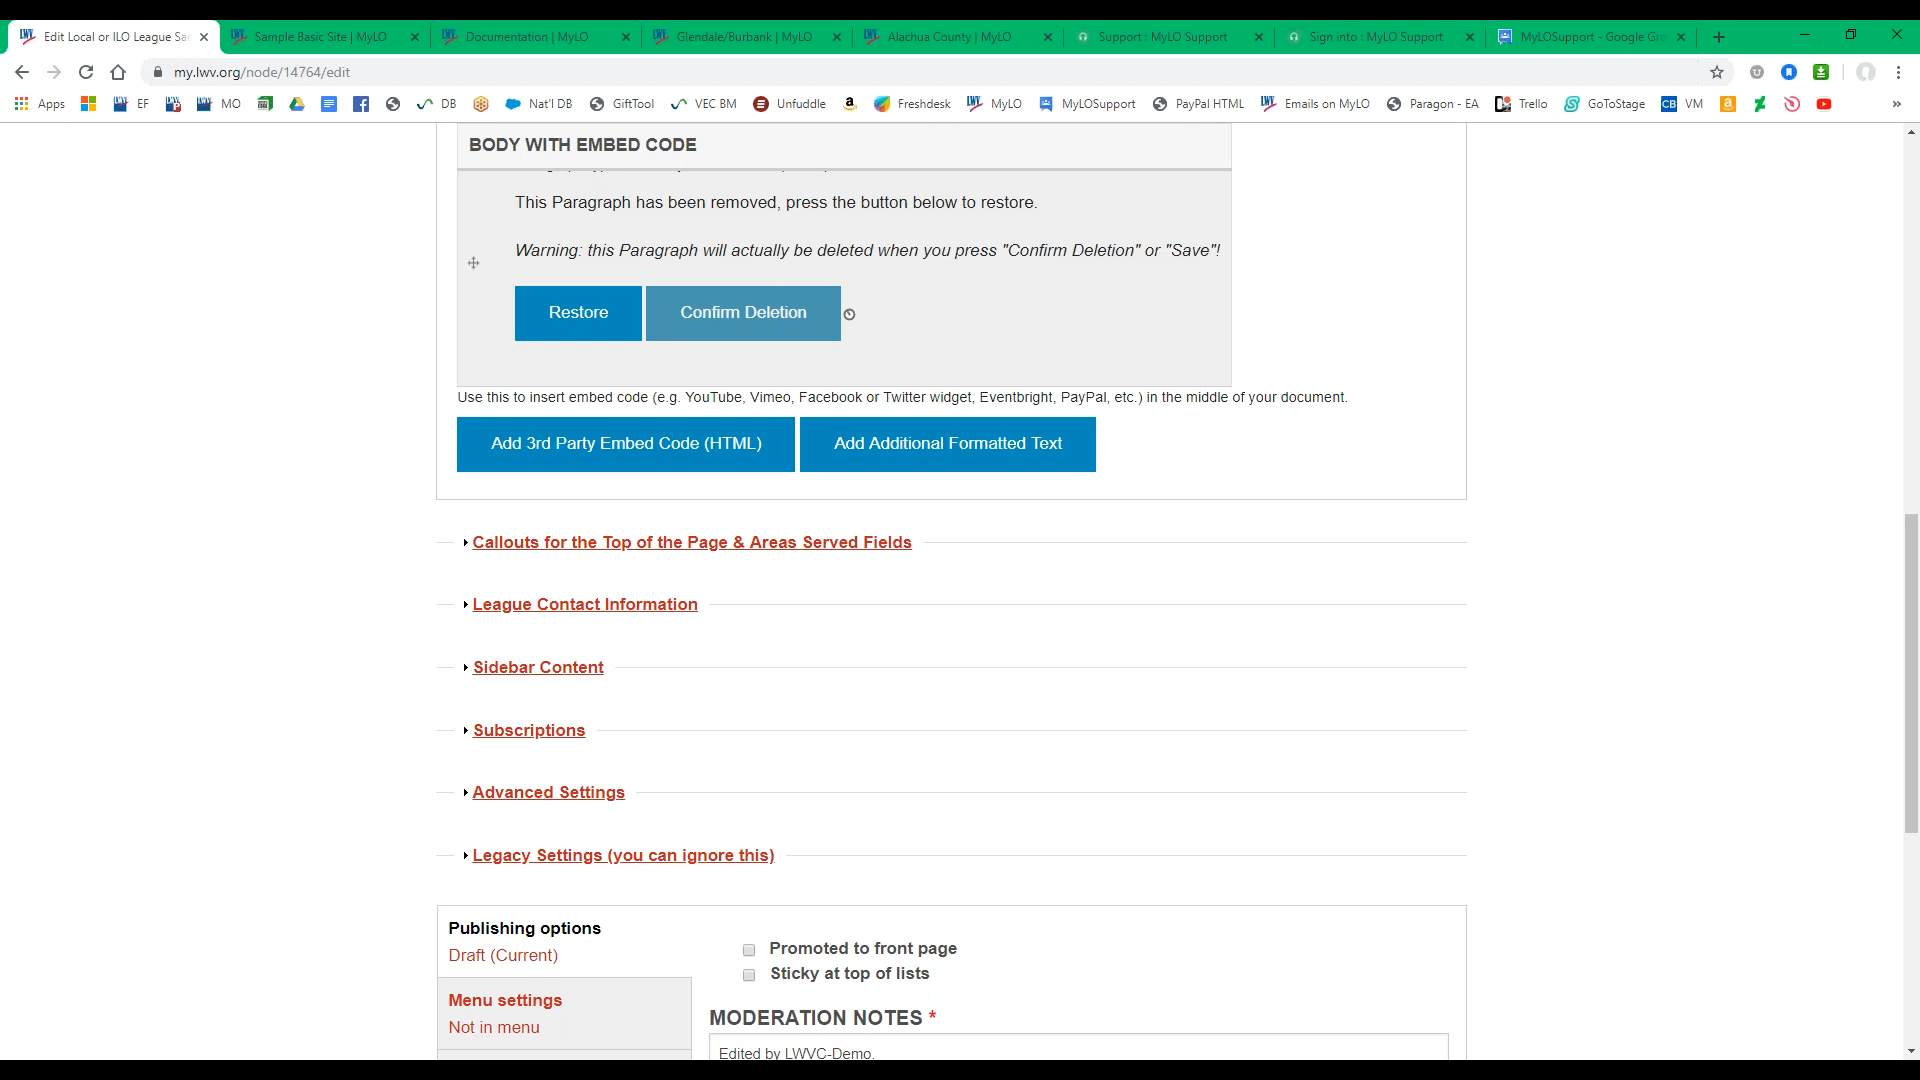 Edit Local or ILO League Sa
Sample Basic Site | MyLO
Documentation | MyLO
Glendale/Burbank | MyLO
Alachua County | MyLO
Support : MyLO Support
Sign into : MyLO Support
MyLOSupport - Google Gro
my.lwv.org/node/14764/edit
Apps
EF
MO
DB
Nat'l DB
GiftTool
VEC BM
Unfuddle
Freshdesk
MyLO
MyLOSupport
PayPal HTML
Emails on MyLO
Paragon - EA
Trello
GoToStage
CB VM
BODY WITH EMBED CODE
This Paragraph has been removed, press the button below to restore.
Warning: this Paragraph will actually be deleted when you press "Confirm Deletion" or "Save"!
Restore
Confirm Deletion
Use this to insert embed code (e.g. YouTube, Vimeo, Facebook or Twitter widget, Eventbright, PayPal, etc.) in the middle of your document.
Add 3rd Party Embed Code (HTML)
Add Additional Formatted Text
Callouts for the Top of the Page & Areas Served Fields
League Contact Information
Sidebar Content
Subscriptions
Advanced Settings
Legacy Settings (you can ignore this)
Publishing options
Draft (Current)
Menu settings
Not in menu
Promoted to front page
Sticky at top of lists
MODERATION NOTES *
Edited by LWVC-Demo.